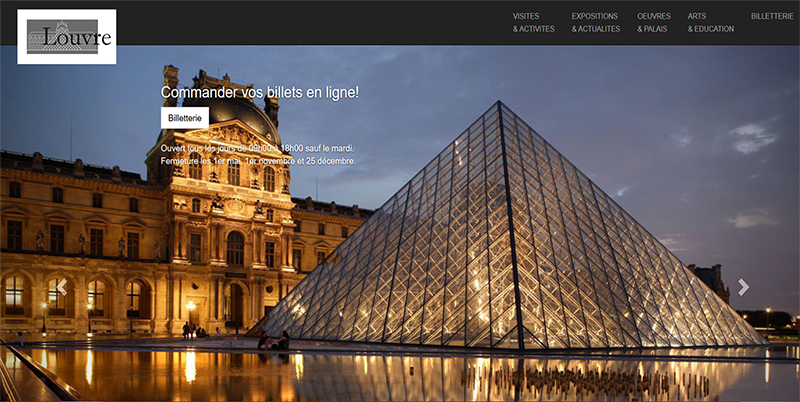 Louvre
VISITES
& ACTIVITES
EXPOSITIONS
& ACTUALITES
OEUVRES
& PALAIS
ARTS
& EDUCATION
BILLETTERIE
Commander vos billets en ligne!
Billetterie
Ouvert tous les jours de 09h00 à 18h00 sauf le mardi.
Fermeture les 1er mai, 1er novembre et 25 décembre.